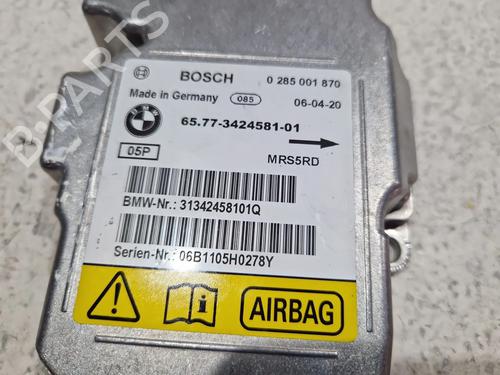 BOSCH 0 285 001 870
Made in Germany 085 06-04-20
BMW 65.77-3424581-01
05P MRS5RD
BMW-Nr.: 31342458101Q
Serien-Nr.: 06B1105H0278Y
AIRBAG